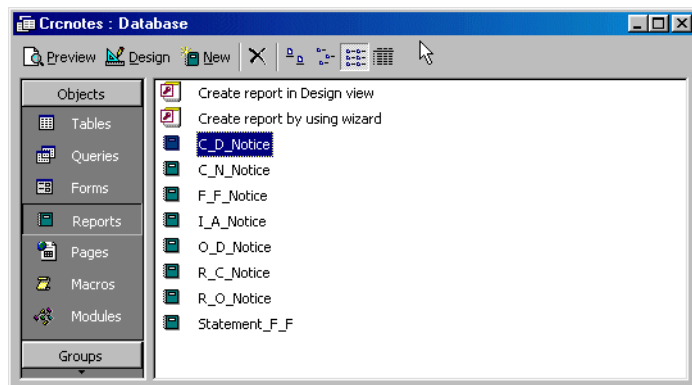 Crcnotes : Database
Preview Design New
Objects
Tables
Queries
Forms
Reports
Pages
Macros
Modules
Groups
Create report in Design view
Create report by using wizard
C_D_Notice
C_N_Notice
F_F_Notice
I_A_Notice
O_D_Notice
R_C_Notice
R_O_Notice
Statement_F_F